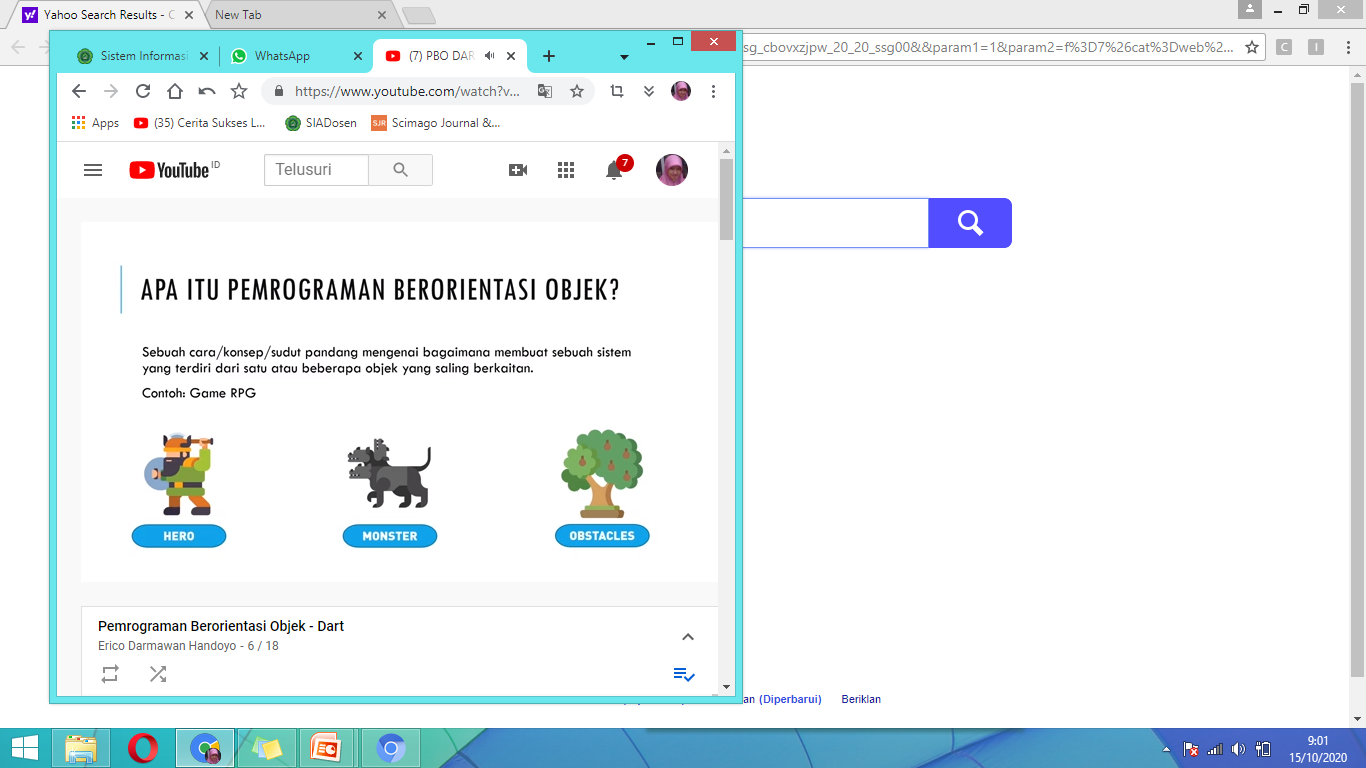 Yahoo Search Results - C
New Tab
sg_cbovxzjpw_20_20_ssg00&&param1=1&param2=f%3D7%26cat%3Dweb%2...
Sistem Informasi
WhatsApp
(7) PBO DAR
https://www.youtube.com/watch?v...
Apps
(35) Cerita Sukses L...
SIADosen
SJR
Scimago Journal &...
YouTube ID
Telusuri
7
APA ITU PEMROGRAMAN BERORIENTASI OBJEK?
Sebuah cara/konsep/sudut pandang mengenai bagaimana membuat sebuah sistem
yang terdiri dari satu atau beberapa objek yang saling berkaitan.
Contoh: Game RPG
HERO
MONSTER
OBSTACLES
Pemrograman Berorientasi Objek - Dart
Erico Darmawan Handoyo - 6 / 18
an (Diperbarui)
Beriklan
9:01
15/10/2020